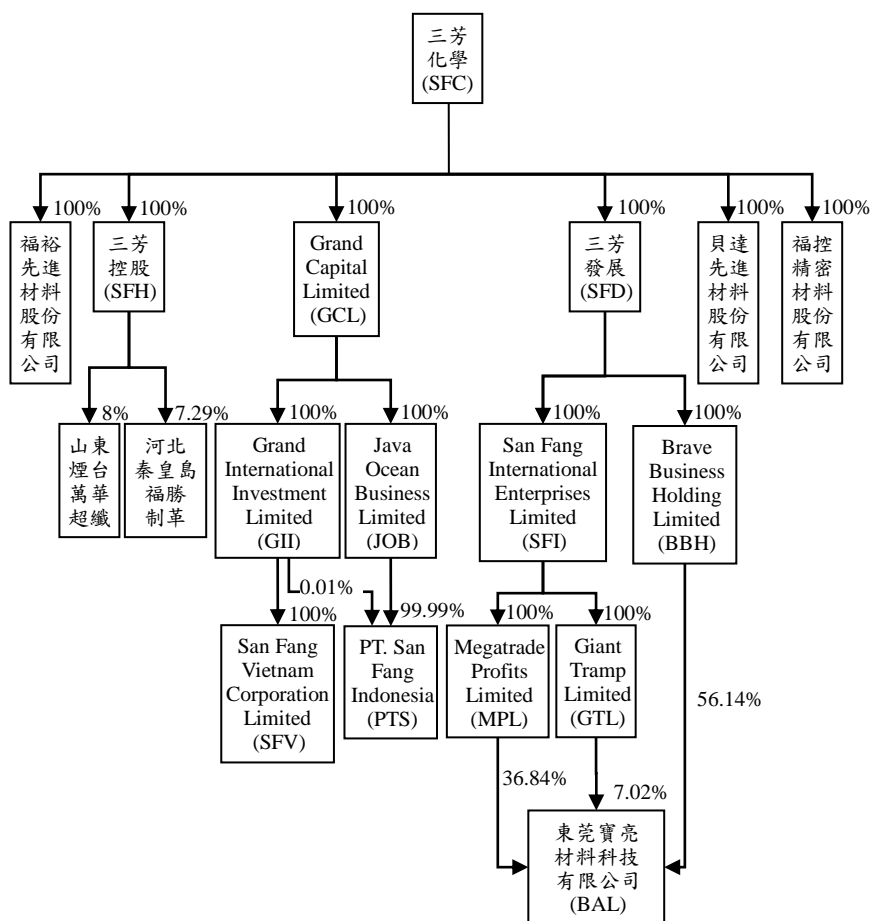 三芳
化學
(SFC)
100%
100%
100%
100%
100%
100%
福裕
先進
材料
股份
有限
公司
三芳
控股
(SFH)
Grand
Capital
Limited
(GCL)
三芳
發展
(SFD)
貝達
先進
材料
股份
有限
公司
福控
精密
材料
股份
有限
公司
8%
7.29%
100%
100%
100%
100%
山東
煙台
萬華
超纖
河北
秦皇島
福勝
制革
Grand
International
Investment
Limited
(GII)
Java
Ocean
Business
Limited
(JOB)
San Fang
International
Enterprises
Limited
(SFI)
Brave
Business
Holding
Limited
(BBH)
0.01%
100%
99.99%
100%
100%
San Fang
Vietnam
Corporation
Limited
(SFV)
PT. San
Fang
Indonesia
(PTS)
Megatrade
Profits
Limited
(MPL)
Giant
Tramp
Limited
(GTL)
56.14%
36.84%
7.02%
東莞寶亮
材料科技
有限公司
(BAL)